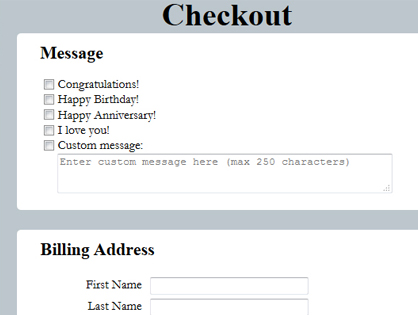 Checkout
Message
Congratulations!
Happy Birthday!
Happy Anniversary!
I love you!
Custom message:
Enter custom message here (max 250 characters)
Billing Address
First Name
Last Name